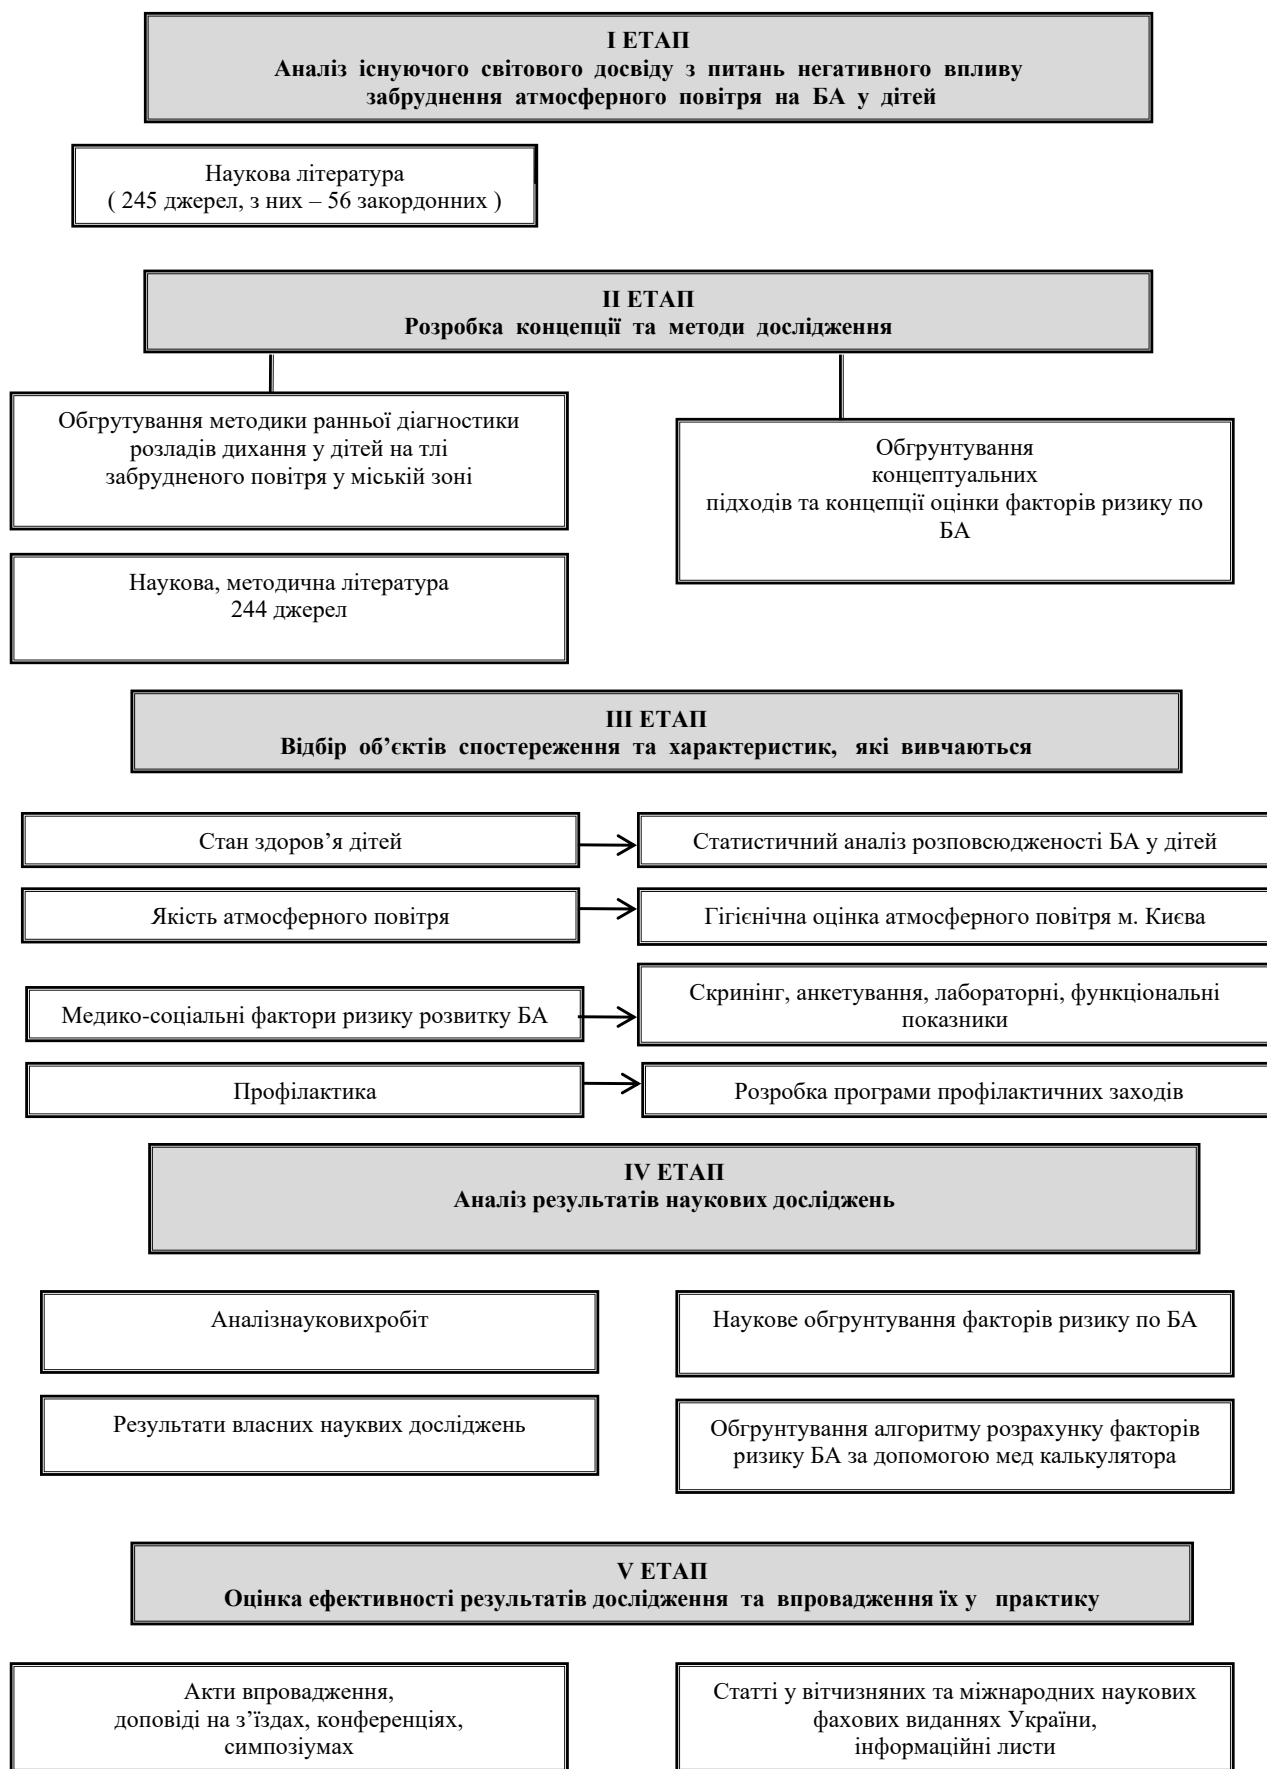 I ЕТАП
Аналіз існуючого світового досвіду з питань негативного впливу
забруднення атмосферного повітря на БА у дітей
Наукова література
( 245 джерел, з них – 56 закордонних )
II ЕТАП
Розробка концепції та методи дослідження
Обгрутування методики ранньої діагностики
розладів дихання у дітей на тлі
забрудненого повітря у міській зоні
Обгрунтування
концептуальних
підходів та концепції оцінки факторів ризику по
БА
Наукова, методична література
244 джерел
III ЕТАП
Відбір об’єктів спостереження та характеристик, які вивчаються
Стан здоров’я дітей
Статистичний аналіз розповсюдженості БА у дітей
Якість атмосферного повітря
Гігієнічна оцінка атмосферного повітря м. Києва
Медико-соціальні фактори ризику розвитку БА
Скринінг, анкетування, лабораторні, функціональні
показники
Профілактика
Розробка програми профілактичних заходів
IV ЕТАП
Аналіз результатів наукових досліджень
Аналізнауковихробіт
Наукове обгрунтування факторів ризику по БА
Результати власних науквих досліджень
Обгрунтування алгоритму розрахунку факторів
ризику БА за допомогою мед калькулятора
V ЕТАП
Оцінка ефективності результатів дослідження та впровадження їх у практику
Акти впровадження,
доповіді на з’їздах, конференціях,
симпозіумах
Статті у вітчизняних та міжнародних наукових
фахових виданнях України,
інформаційні листи